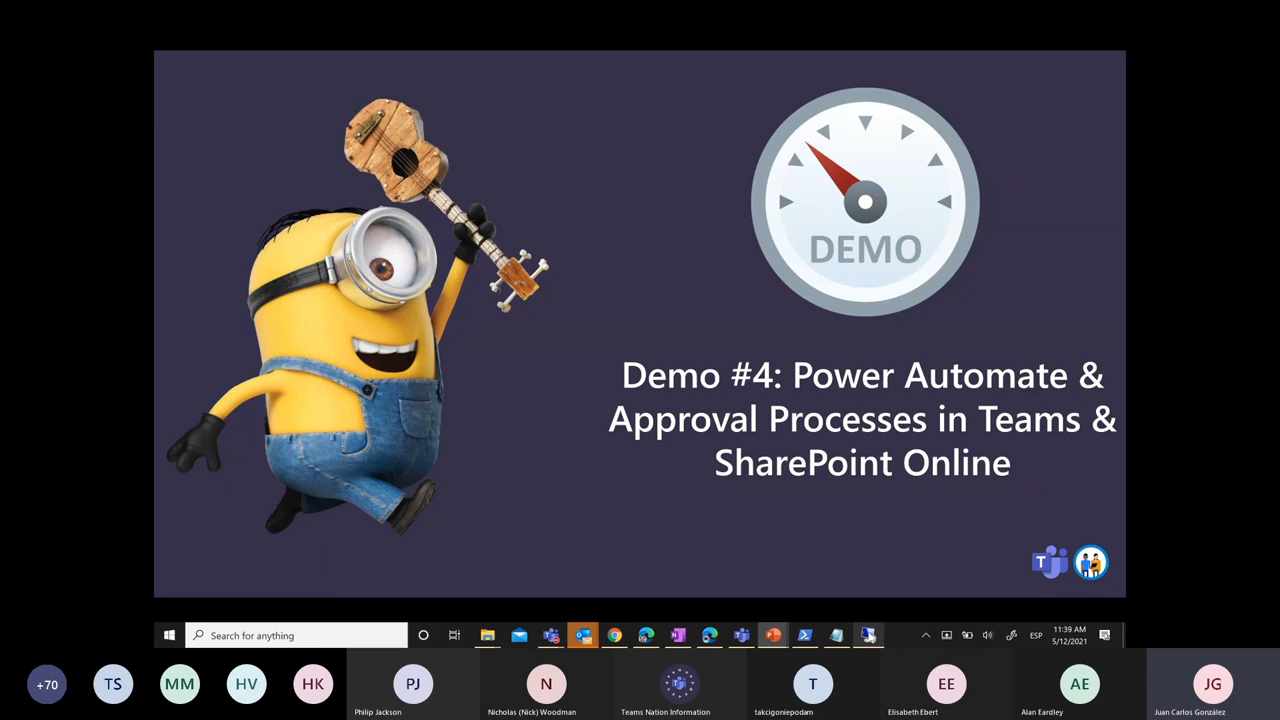 DEMO
Demo #4: Power Automate &
Approval Processes in Teams &
SharePoint Online
T
Search for anything
ESP
11:39 AM
5/12/2021
+70
TS
MM
HV
HK
PJ
Philip Jackson
N
Nicholas (Nick) Woodman
Teams Nation Information
T
takcigoniepodam
EE
Elisabeth Ebert
AE
Alan Eardley
JG
Juan Carlos González